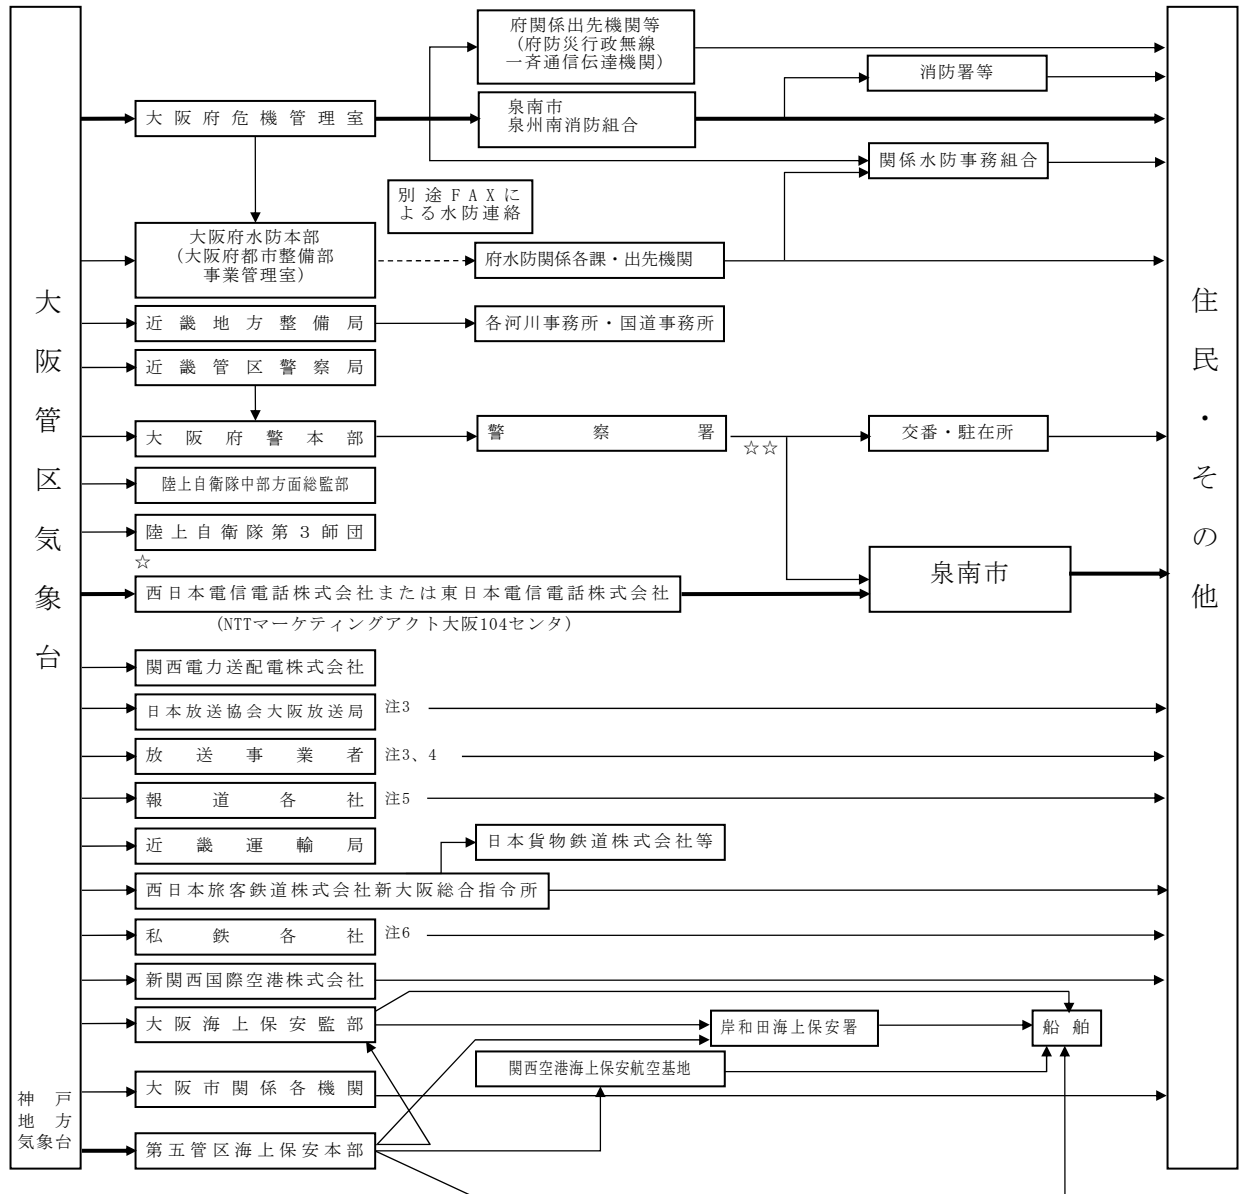 大阪管区気象台
神戸
地方
気象台
府関係出先機関等
(府防災行政無線
一斉通信伝達機関)
消防署等
大阪府危機管理室
泉南市
泉州南消防組合
関係水防事務組合
別途FAXに
よる水防連絡
大阪府水防本部
(大阪府都市整備部
事業管理室)
府水防関係各課・出先機関
近畿地方整備局
各河川事務所・国道事務所
近畿管区警察局
大阪府警本部
警察署
☆☆
交番・駐在所
陸上自衛隊中部方面総監部
陸上自衛隊第3師団
☆
西日本電信電話株式会社または東日本電信電話株式会社
(NTTマーケティングアクト大阪104センタ)
泉南市
関西電力送配電株式会社
日本放送協会大阪放送局 注3
放送事業者 注3、4
報道各社 注5
近畿運輸局
日本貨物鉄道株式会社等
西日本旅客鉄道株式会社新大阪総合指令所
私鉄各社 注6
新関西国際空港株式会社
大阪海上保安監部
岸和田海上保安署
船舶
関西空港海上保安航空基地
大阪市関係各機関
第五管区海上保安本部
住民・その他